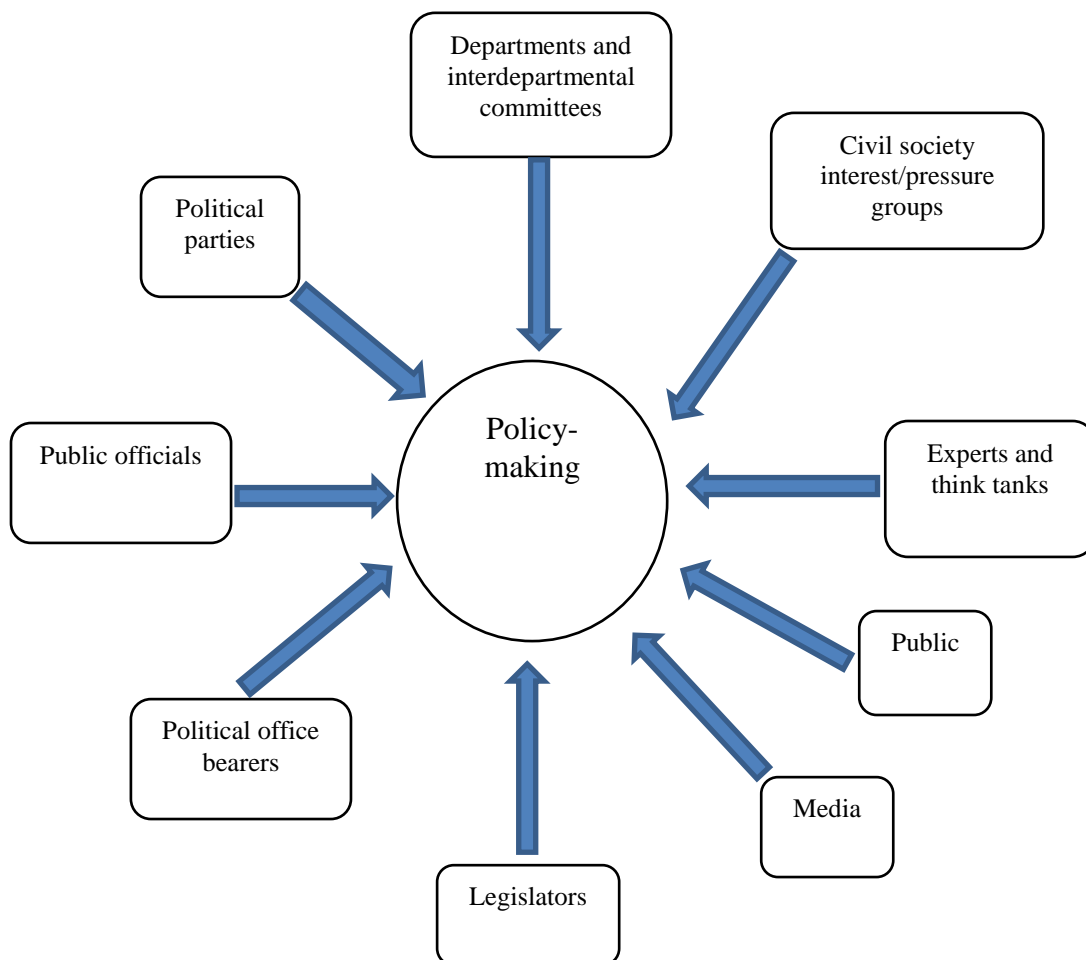 Departments and
interdepartmental
committees
Civil society
interest/pressure
groups
Political
parties
Policy-
making
Public officials
Experts and
think tanks
Public
Political office
bearers
Media
Legislators